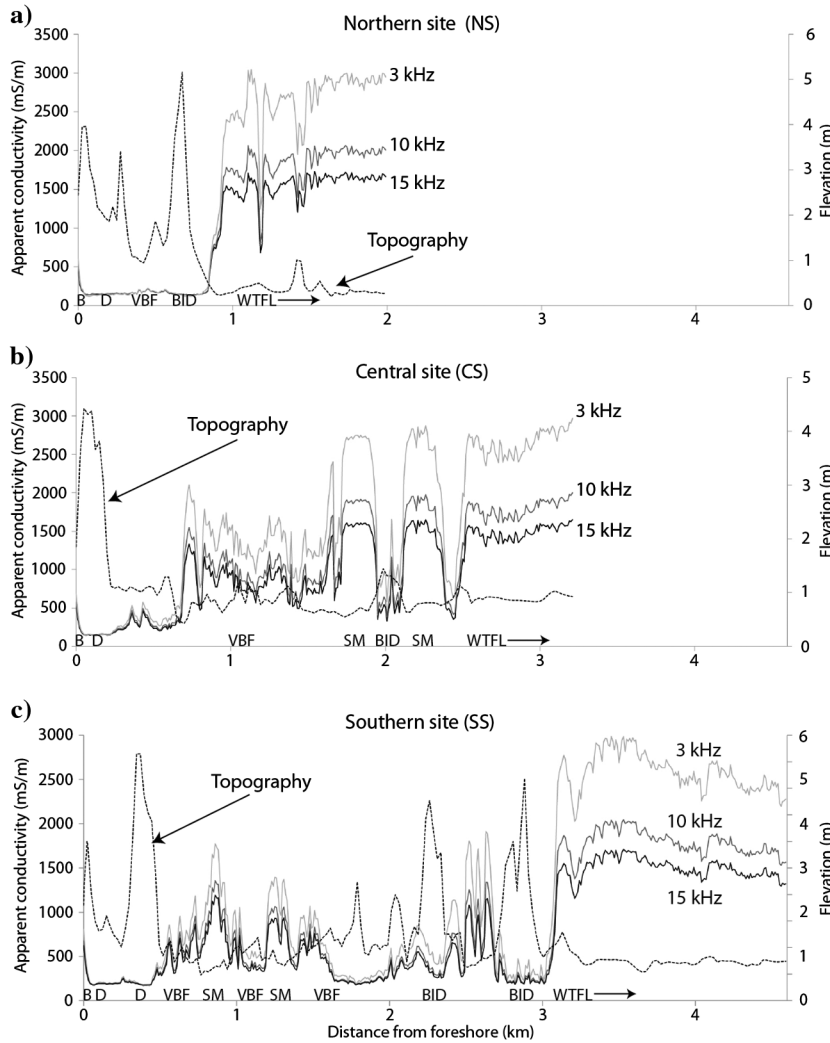 a)
Northern site (NS)
3500
3000
2500
2000
1500
1000
500
0
Apparent conductivity (mS/m)
6
5
4
3
2
1
0
Elevation (m)
3 kHz
10 kHz
15 kHz
Topography
B D VBF BID WTFL
0 1 2 3 4
b)
Central site (CS)
3500
3000
2500
2000
1500
1000
500
0
Apparent conductivity (mS/m)
5
4
3
2
1
0
Elevation (m)
Topography
3 kHz
10 kHz
15 kHz
B D VBF SM BID SM WTFL
0 1 2 3 4
c)
Southern site (SS)
3000
2500
2000
1500
1000
500
0
Apparent conductivity (mS/m)
6
5
4
3
2
1
0
Elevation (m)
Topography
3 kHz
10 kHz
15 kHz
B D D VBF SM VBF SM VBF BID BID WTFL
0 1 2 3 4
Distance from foreshore (km)